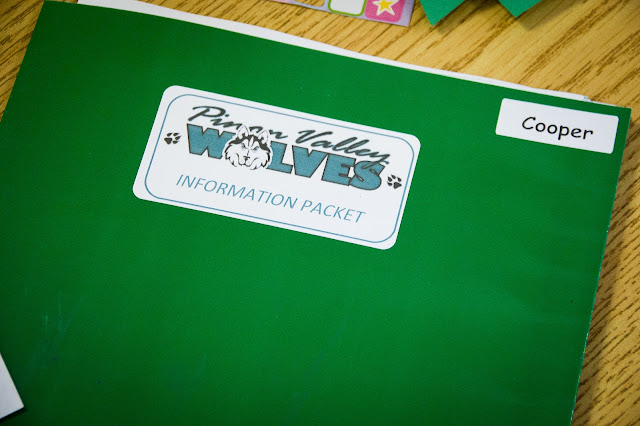 Pinon Valley
WOLVES
INFORMATION PACKET
Cooper